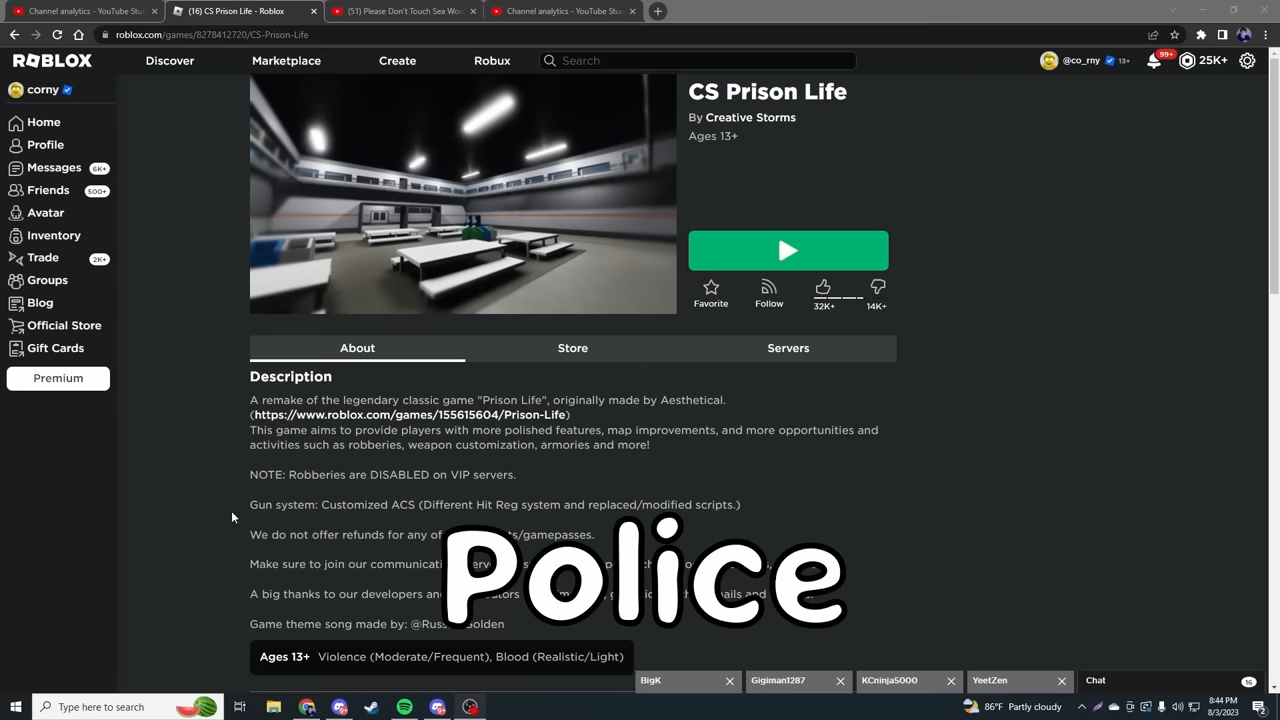 Channel analytics - YouTube Stu
(16) CS Prison Life - Roblox
(51) Please Don't Touch Sea Wor
Channel analytics - YouTube Stu
roblox.com/games/8278412720/CS-Prison-Life
ROBLOX
Discover
Marketplace
Create
Robux
Search
@co_rny
13+
99+
25K+
corny
Home
Profile
Messages
6K+
Friends
500+
Avatar
Inventory
Trade
2K+
Groups
Blog
Official Store
Gift Cards
Premium
CS Prison Life
By Creative Storms
Ages 13+
Favorite
Follow
32K+
14K+
About
Store
Servers
Description
A remake of the legendary classic game "Prison Life", originally made by Aesthetical.
(https://www.roblox.com/games/155615604/Prison-Life)
This game aims to provide players with more polished features, map improvements, and more opportunities and
activities such as robberies, weapon customization, armories and more!
NOTE: Robberies are DISABLED on VIP servers.
Gun system: Customized ACS (Different Hit Reg system and replaced/modified scripts.)
We do not offer refunds for any of ts/gamepasses.
Make sure to join our communicati
A big thanks to our developers and
Game theme song made by: @Russ Golden
Police
Ages 13+ Violence (Moderate/Frequent), Blood (Realistic/Light)
BigK
Gigiman1287
KCninja5000
YeetZen
Chat
16
Type here to search
86°F Partly cloudy
8:44 PM
8/3/2023
2